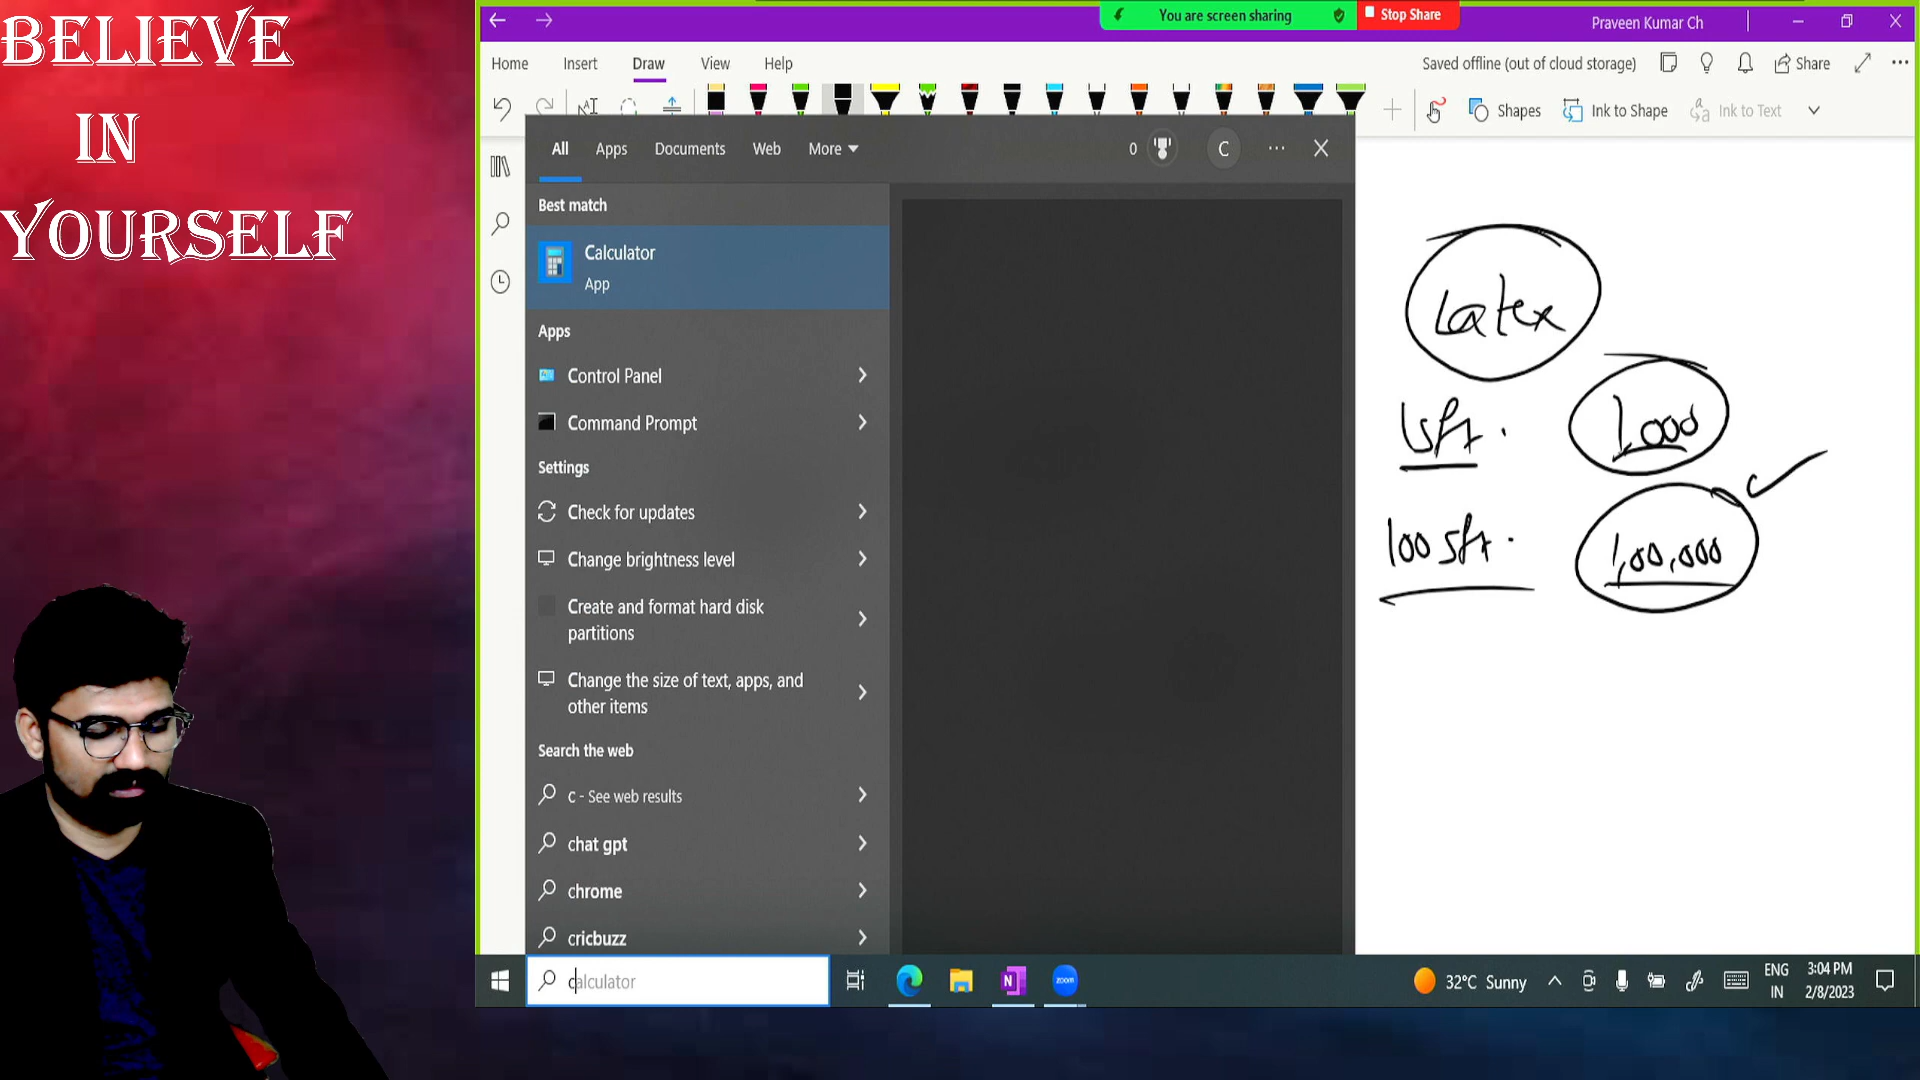 BELIEVE
IN
YOURSELF
You are screen sharing
Stop Share
Praveen Kumar Ch
Home Insert Draw View Help
Saved offline (out of cloud storage)
Share
Shapes
Ink to Shape
Ink to Text
All Apps Documents Web More
0
C
Best match
Calculator
App
Apps
Control Panel
Command Prompt
Settings
Check for updates
Change brightness level
Create and format hard disk
partitions
Change the size of text, apps, and
other items
Search the web
c - See web results
chat gpt
chrome
cricbuzz
calculator
Latex
1sft. 1,000
100 sft. 1,00,000
N
zoom
32°C Sunny
ENG
IN
3:04 PM
2/8/2023